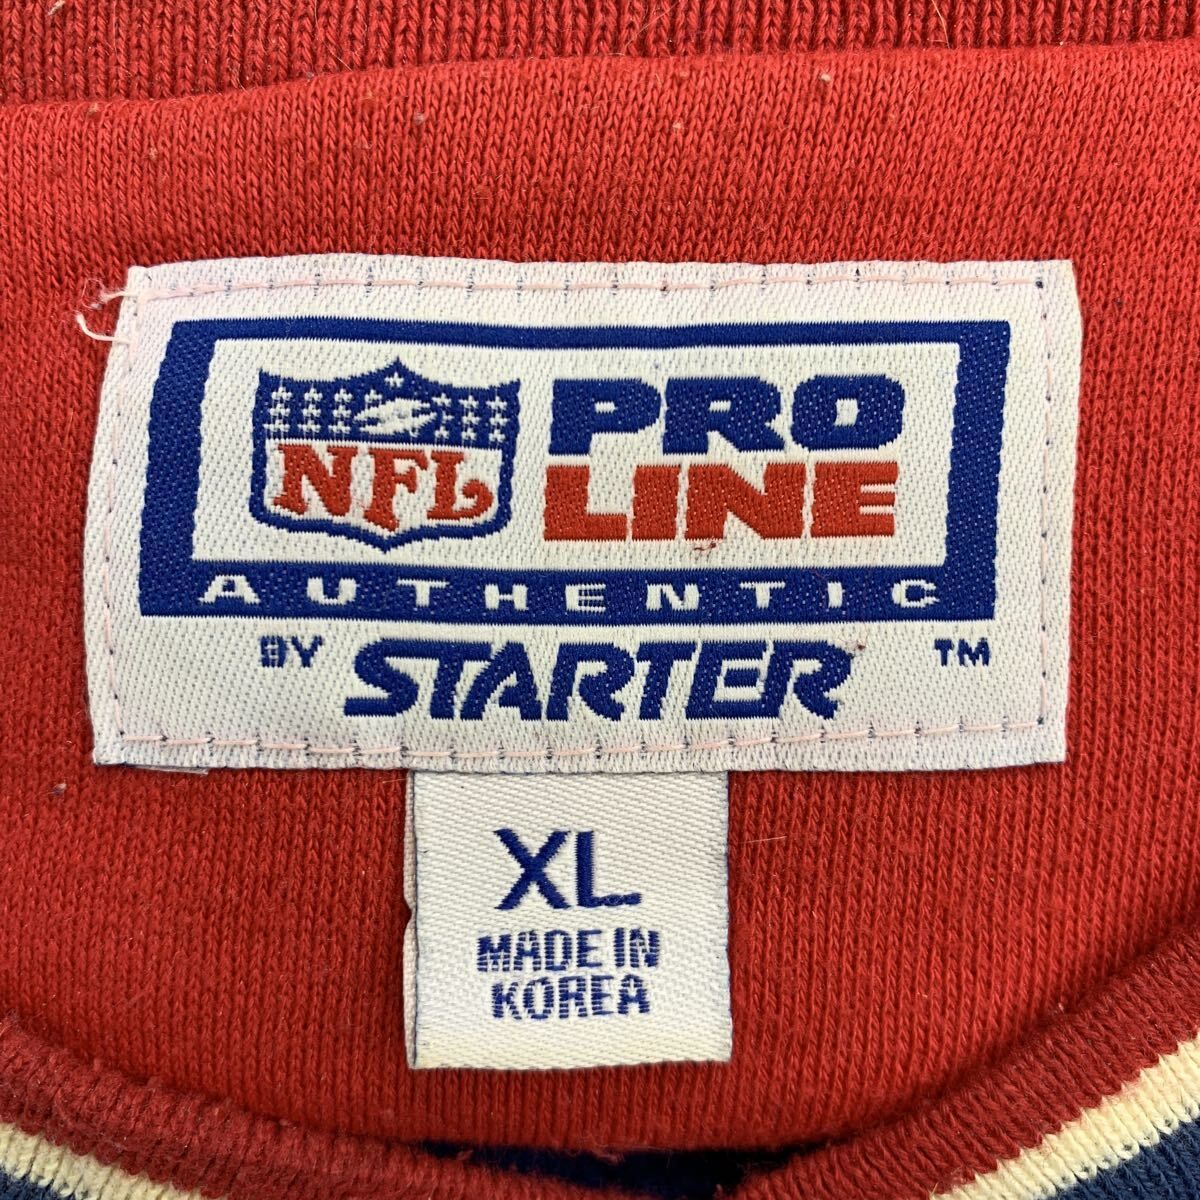 NFL
PRO
LINE
AUTHENTIC
BY STARTER TM
XL
MADE IN
KOREA